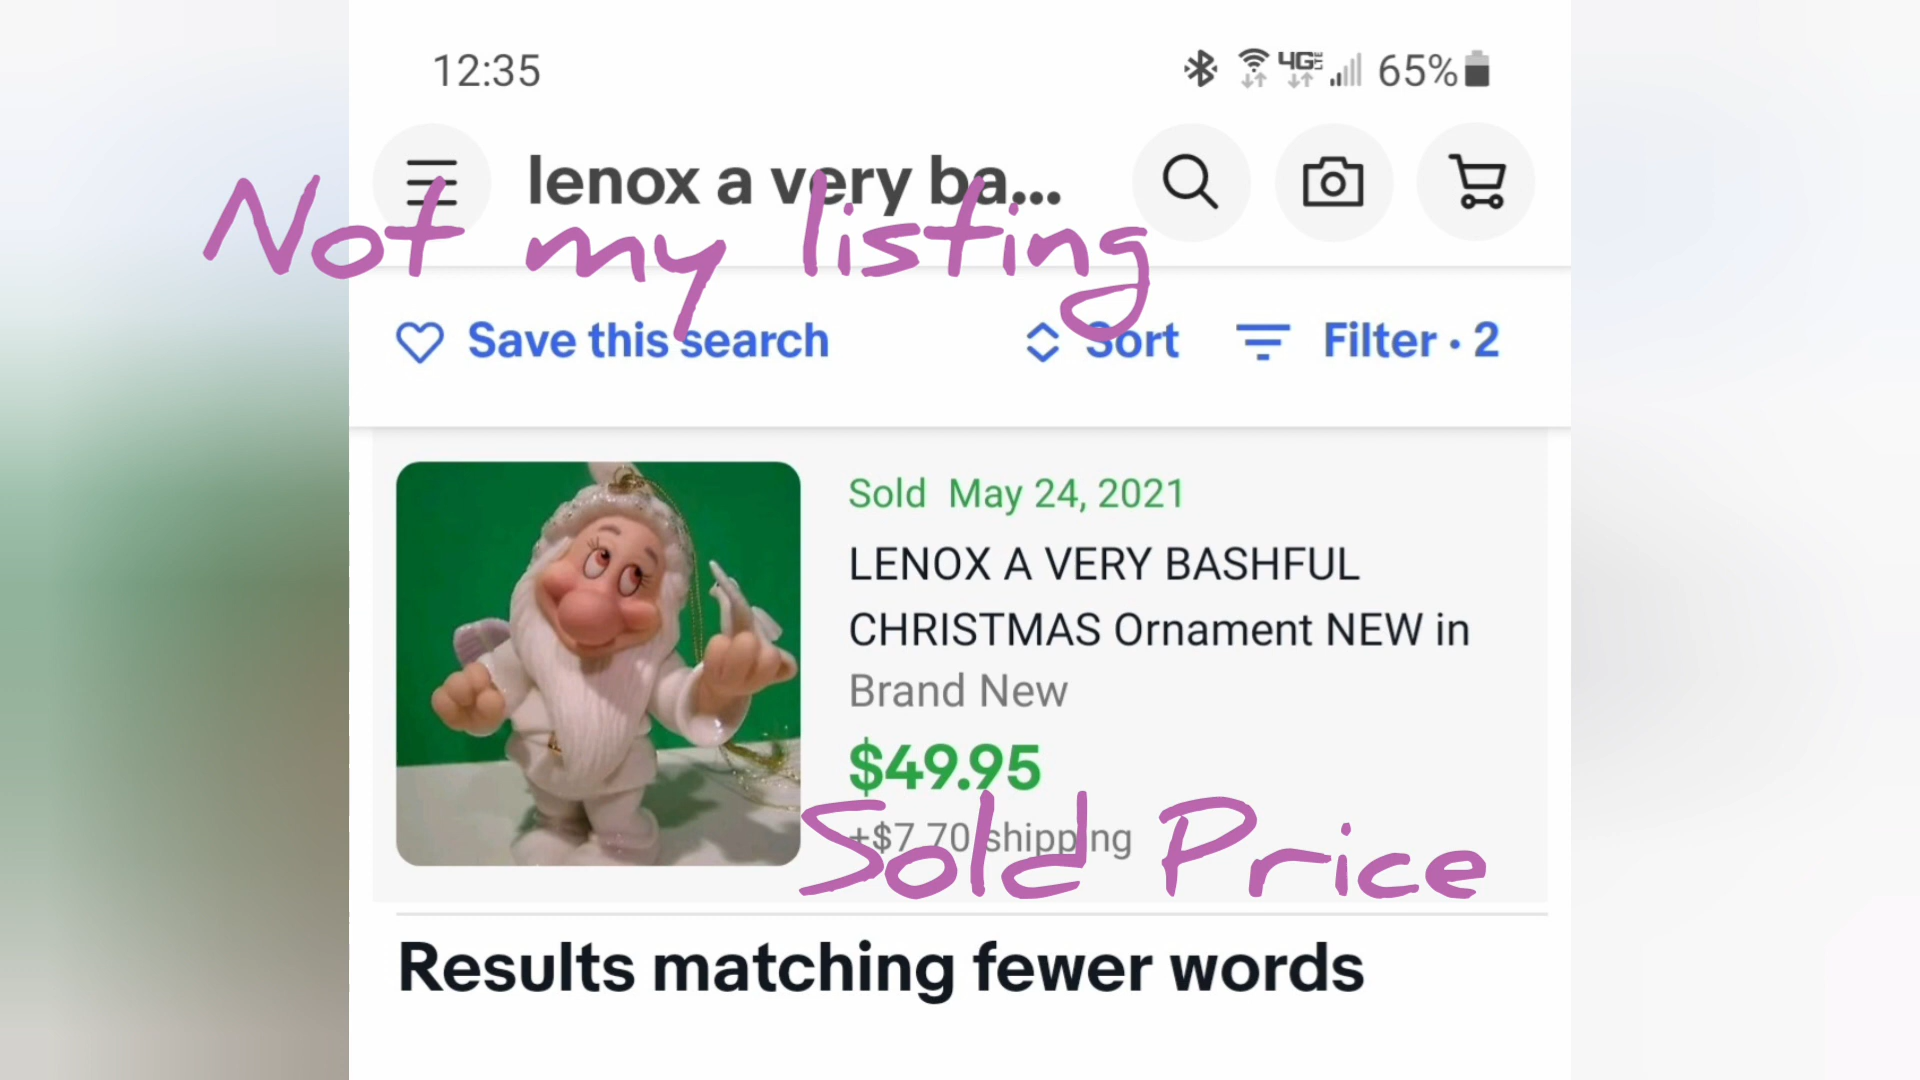 12:35
4G LTE
65%
lenox a very ba...
Not my listing
Save this search
Sort
Filter • 2
Sold May 24, 2021
LENOX A VERY BASHFUL
CHRISTMAS Ornament NEW in
Brand New
$49.95
+$7.70 shipping
Sold Price
Results matching fewer words